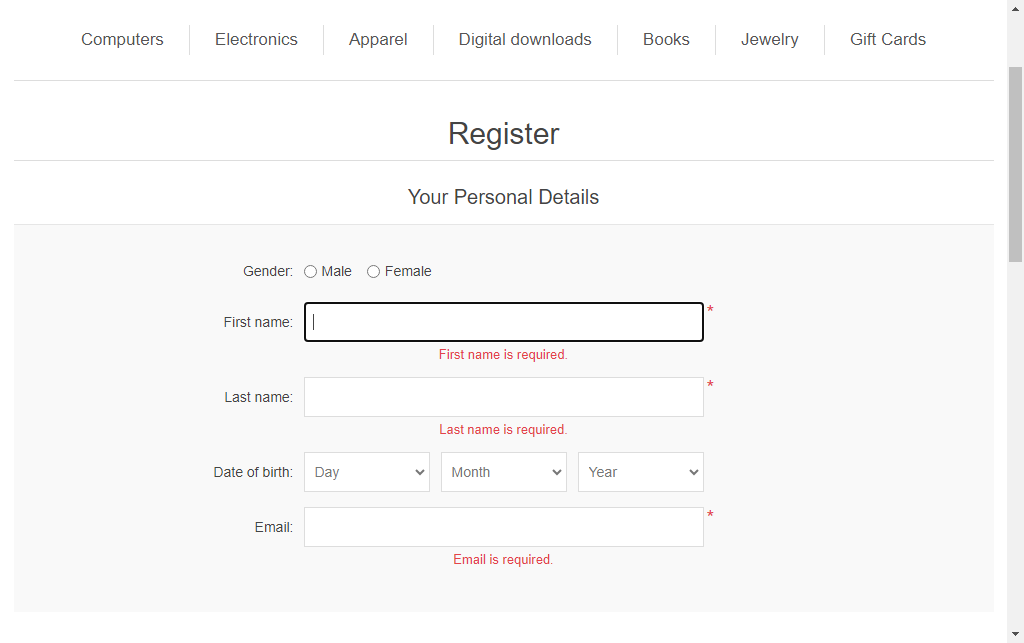 Computers Electronics Apparel Digital downloads Books Jewelry Gift Cards
Register
Your Personal Details
Gender: Male Female
First name: *
First name is required.
Last name: *
Last name is required.
Date of birth: Day Month Year
Email: *
Email is required.